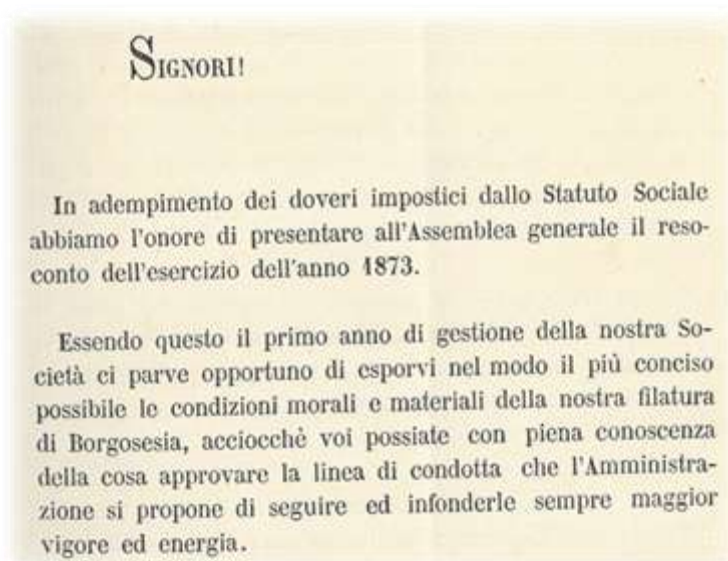 SIGNORI!
In adempimento dei doveri impostici dallo Statuto Sociale
abbiamo l'onore di presentare all'Assemblea generale il reso-
conto dell'esercizio dell'anno 1873.
Essendo questo il primo anno di gestione della nostra So-
cietà ci parve opportuno di esporvi nel modo il più conciso
possibile le condizioni morali e materiali della nostra filatura
di Borgosesia, acciocchè voi possiate con piena conoscenza
della cosa approvare la linea di condotta che l'Amministra-
zione si propone di seguire ed infonderle sempre maggior
vigore ed energia.